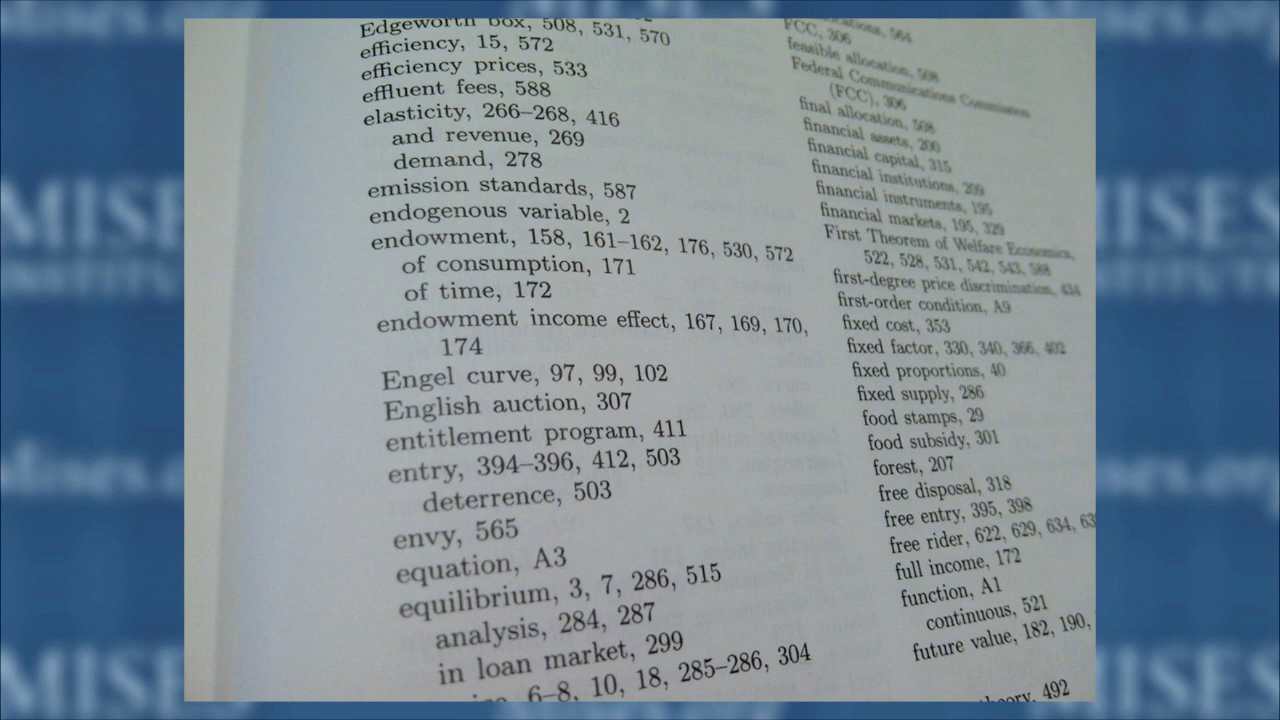 Edgeworth box, 508, 531, 570
efficiency, 15, 572
efficiency prices, 533
effluent fees, 588
elasticity, 266–268, 416
and revenue, 269
demand, 278
emission standards, 587
endogenous variable, 2
endowment, 158, 161–162, 176, 530, 572
of consumption, 171
of time, 172
endowment income effect, 167, 169, 170,
174
Engel curve, 97, 99, 102
English auction, 307
entitlement program, 411
entry, 394–396, 412, 503
deterrence, 503
envy, 565
equation, A3
equilibrium, 3, 7, 286, 515
analysis, 284, 287
in loan market, 299
6–8, 10, 18, 285–286, 304
564
FCC, 306
feasible allocation, 508
Federal Communications Commission
(FCC), 306
final allocation, 508
financial assets, 200
financial capital, 315
financial institutions, 209
financial instruments, 195
financial markets, 195, 329
First Theorem of Welfare Economics,
522, 528, 531, 542, 543, 588
first-degree price discrimination, 434
first-order condition, A9
fixed cost, 353
fixed factor, 330, 340, 366, 402
fixed proportions, 40
fixed supply, 286
food stamps, 29
food subsidy, 301
forest, 207
free disposal, 318
free entry, 395, 398
free rider, 622, 629, 634,
full income, 172
function, A1
continuous, 521
future value, 182, 190,
theory, 492
MISES
MISES